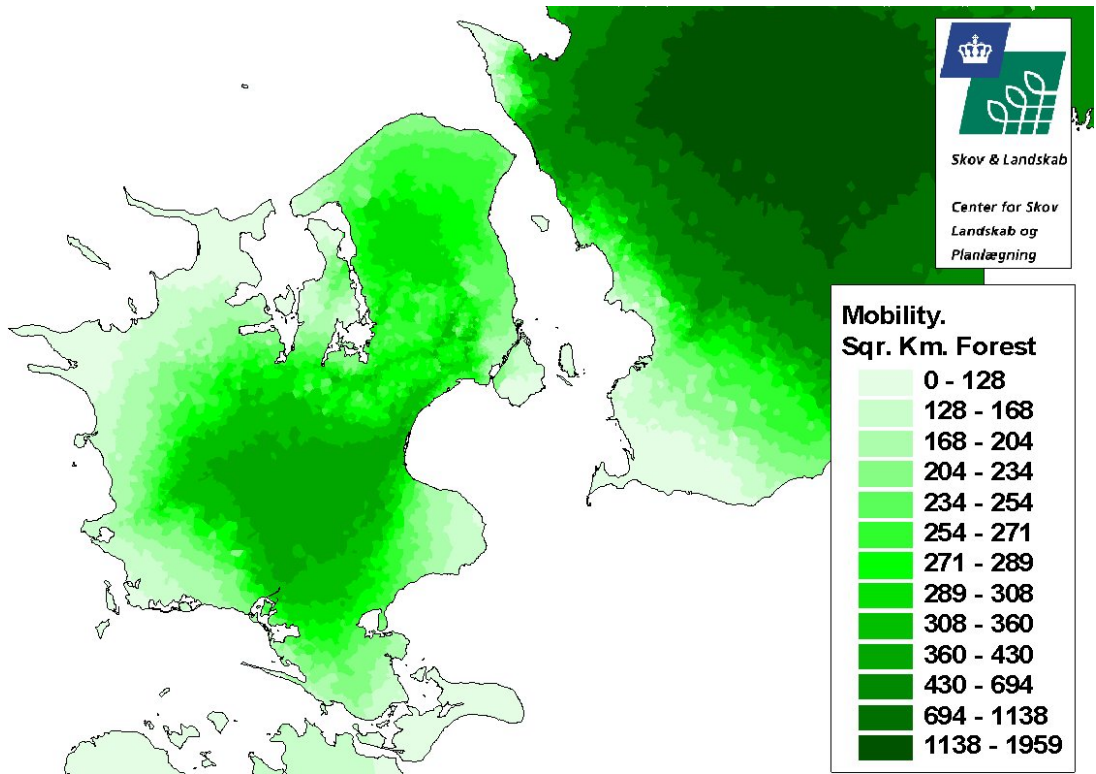 Skov & Landskab
Center for Skov
Landskab og
Planlægning
Mobility.
Sqr. Km. Forest
0 - 128
128 - 168
168 - 204
204 - 234
234 - 254
254 - 271
271 - 289
289 - 308
308 - 360
360 - 430
430 - 694
694 - 1138
1138 - 1959